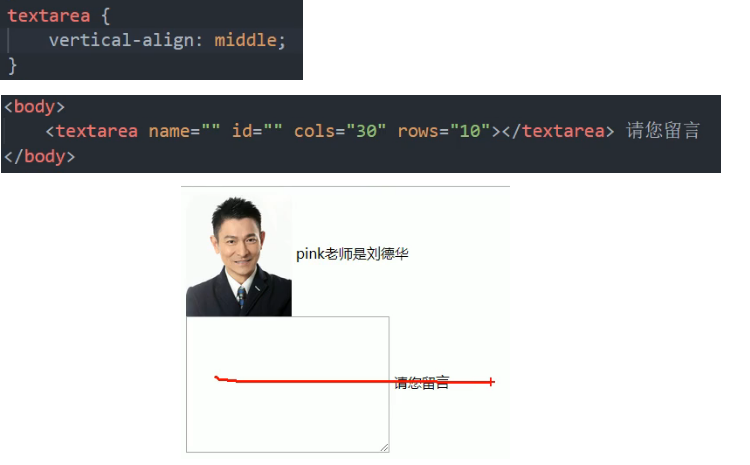 textarea {
vertical-align: middle;
}
<body>
<textarea name="" id="" cols="30" rows="10"></textarea> 请您留言
</body>
pink老师是刘德华
请您留言